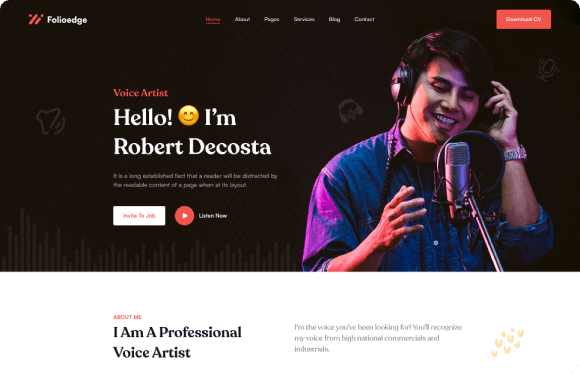 Folioedge
Home About Pages Services Blog Contact
Download CV
Voice Artist
Hello! 😊 I'm
Robert Decosta
It is a long established fact that a reader will be distracted by
the readable content of a page when at its layout.
Invite To Job
Listen Now
ABOUT ME
I Am A Professional
Voice Artist
I'm the voice you've been looking for! You'll recognize
my voice from high national commercials and
industrials.